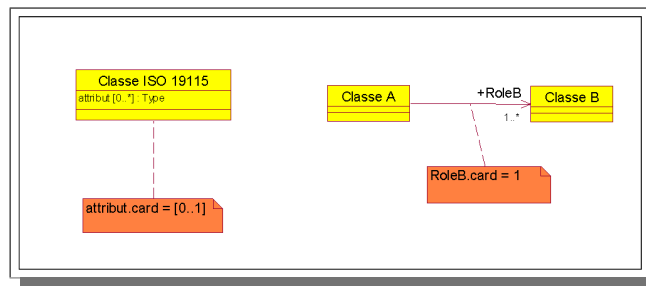 Classe ISO 19115
attribut [0..*] : Type
attribut.card = [0..1]
Classe A
+RoleB
1..*
Classe B
RoleB.card = 1